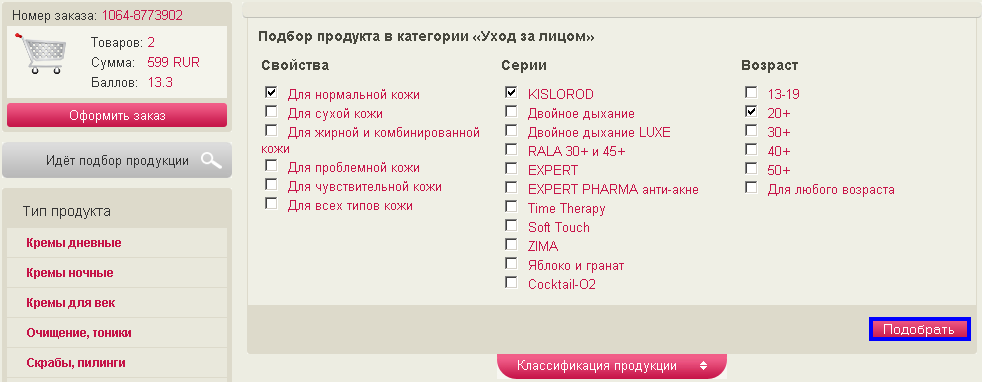 Номер заказа: 1064-8773902
Товаров: 2
Сумма: 599 RUR
Баллов: 13.3
Оформить заказ
Идёт подбор продукции
Тип продукта
Кремы дневные
Кремы ночные
Кремы для век
Очищение, тоники
Скрабы, пилинги
Подбор продукта в категории «Уход за лицом»
Свойства
Для нормальной кожи
Для сухой кожи
Для жирной и комбинированной
кожи
Для проблемной кожи
Для чувствительной кожи
Для всех типов кожи
Серии
KISLOROD
Двойное дыхание
Двойное дыхание LUXE
RALA 30+ и 45+
EXPERT
EXPERT PHARMA анти-акне
Time Therapy
Soft Touch
ZIMA
Яблоко и гранат
Cocktail-O2
Возраст
13-19
20+
30+
40+
50+
Для любого возраста
Подобрать
Классификация продукции